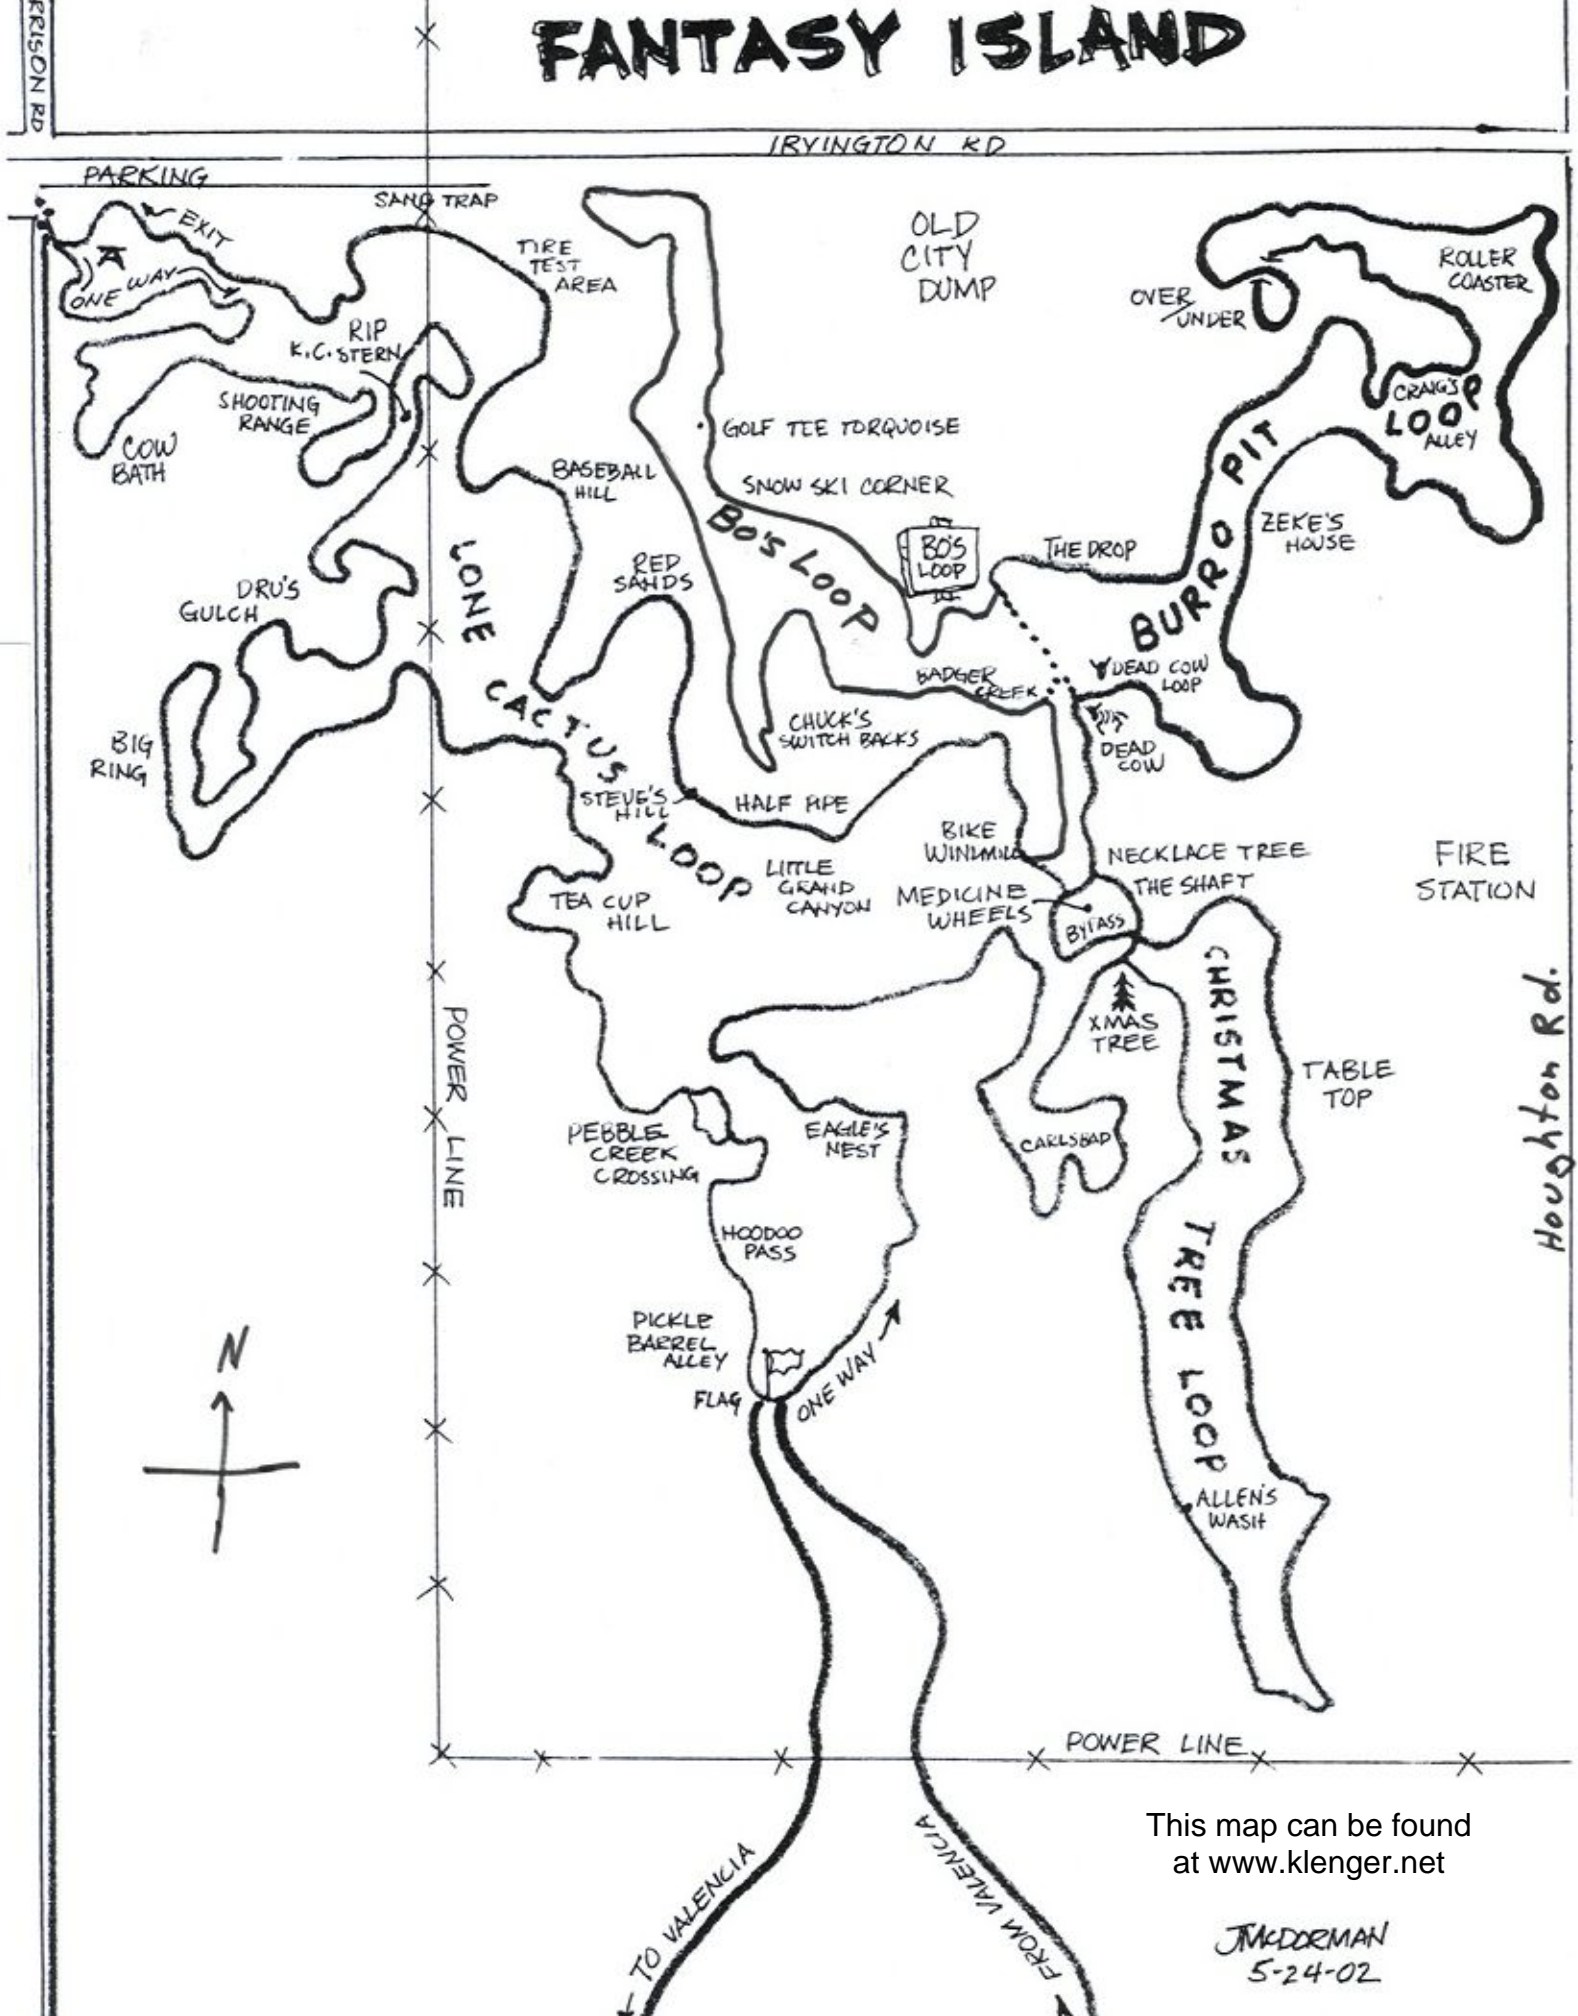 FANTASY ISLAND
RRISON RD
IRVINGTON RD
PARKING
SAND TRAP
EXIT
ONE WAY
TIRE
TEST
AREA
OLD
CITY
DUMP
ROLLER
COASTER
OVER/
UNDER
RIP
K.C. STERN
SHOOTING
RANGE
COW
BATH
CRAIG'S
LOOP
ALLEY
GOLF TEE TORQUOISE
BASEBALL
HILL
SNOW SKI CORNER
BURRO PIT
ZEKE'S
HOUSE
BO'S LOOP
BO'S
LOOP
THE DROP
RED
SANDS
DRU'S
GULCH
LONE CACTUS LOOP
BADGER
CREEK
DEAD COW
LOOP
DEAD
COW
BIG
RING
CHUCK'S
SWITCH BACKS
STEVE'S
HILL
HALF PIPE
BIKE
WINDMILL
NECKLACE TREE
THE SHAFT
FIRE
STATION
LITTLE
GRAND
CANYON
MEDICINE
WHEELS
BYPASS
TEA CUP
HILL
CHRISTMAS TREE LOOP
XMAS
TREE
POWER LINE
TABLE
TOP
Houghton Rd.
PEBBLE
CREEK
CROSSING
EAGLE'S
NEST
CARLSBAD
HOODOO
PASS
PICKLE
BARREL
ALLEY
FLAG
ONE WAY
N
ALLEN'S
WASH
POWER LINE
TO VALENCIA
FROM VALENCIA
This map can be found
at www.klenger.net
JMcDORMAN
5-24-02